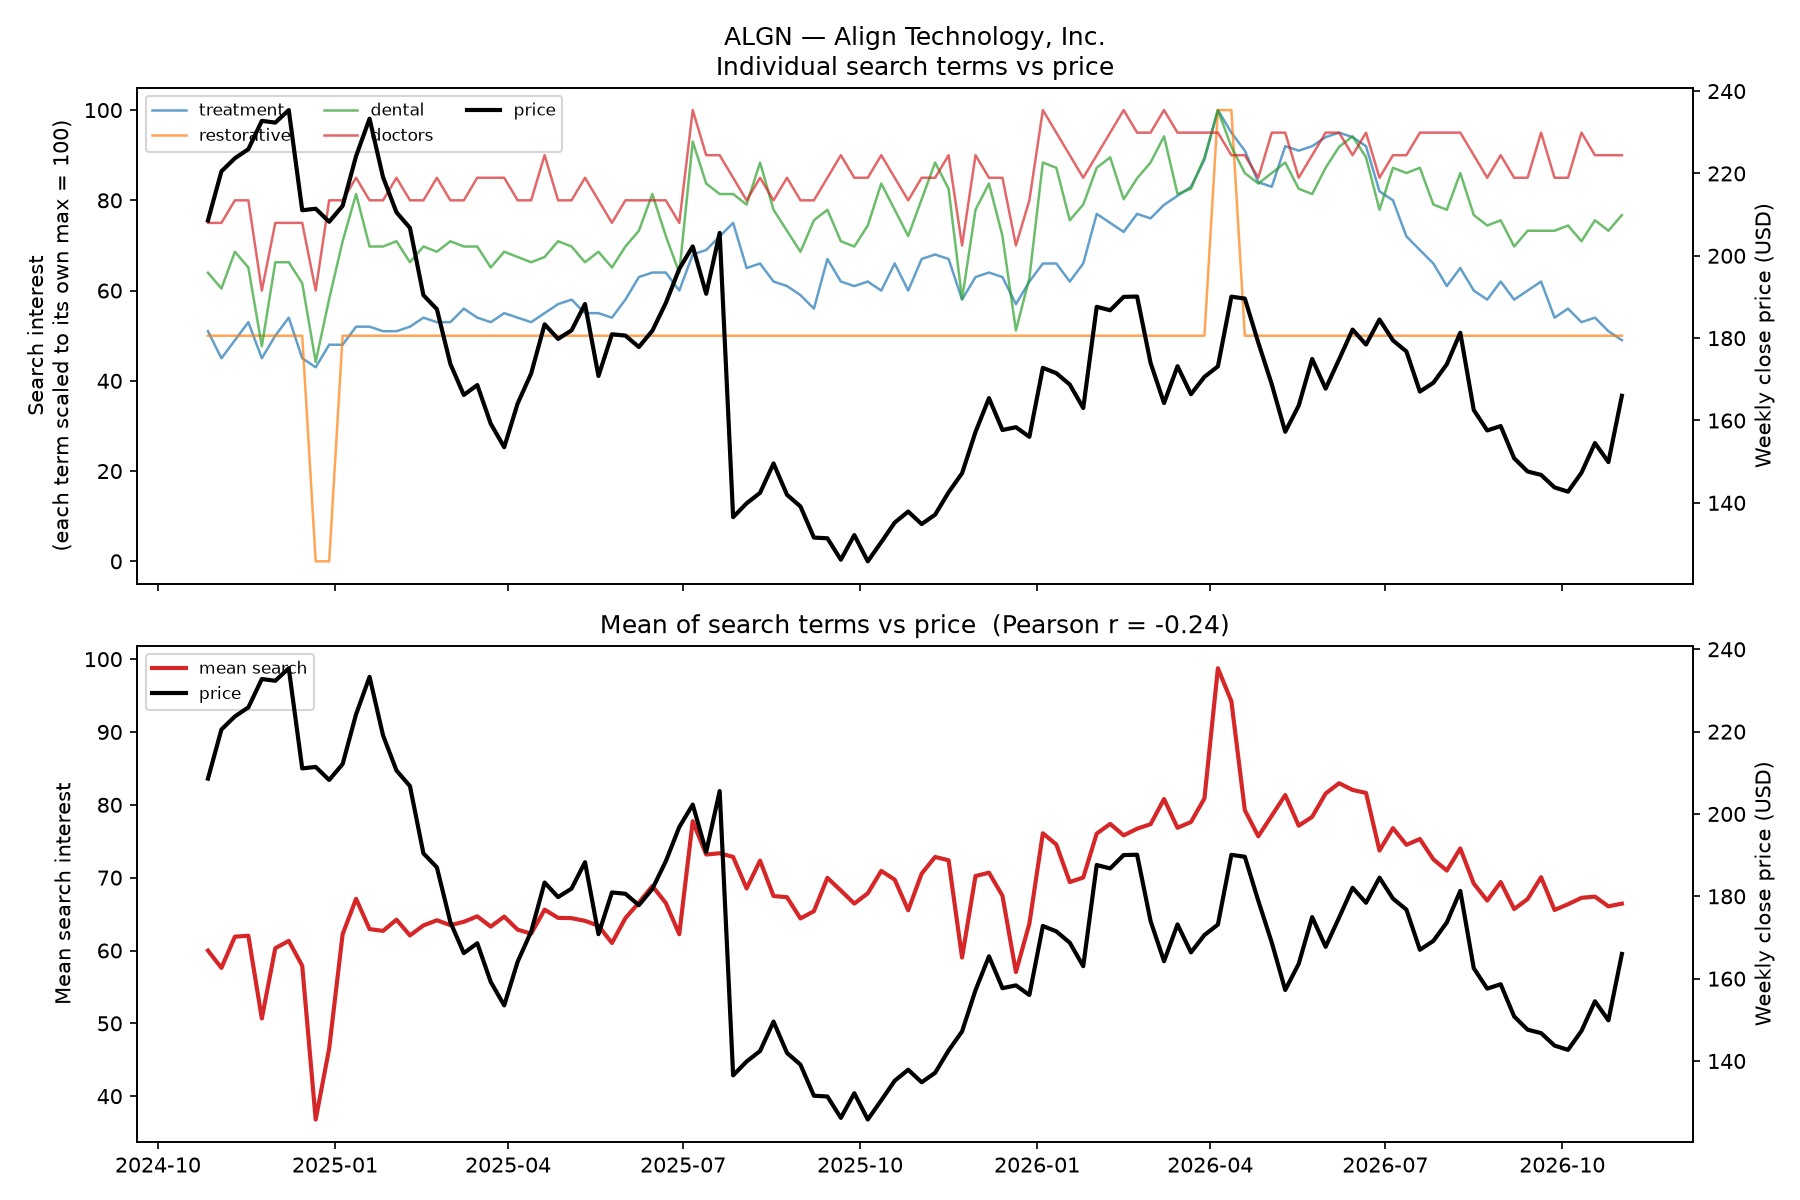 ALGN — Align Technology, Inc.
Individual search terms vs price
treatment
restorative
dental
doctors
price
Search interest
(each term scaled to its own max = 100)
100
80
60
40
20
0
240
220
200
180
160
140
Weekly close price (USD)
Mean of search terms vs price (Pearson r = -0.24)
mean search
price
Mean search interest
100
90
80
70
60
50
40
240
220
200
180
160
140
Weekly close price (USD)
2024-10
2025-01
2025-04
2025-07
2025-10
2026-01
2026-04
2026-07
2026-10